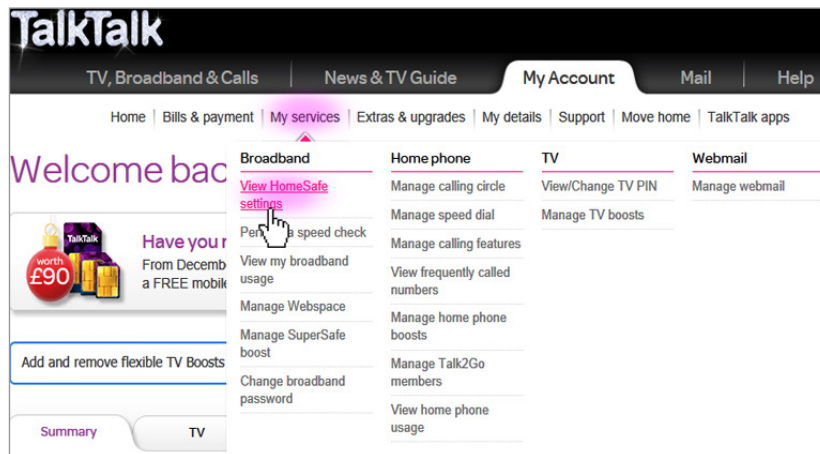 TalkTalk
TV, Broadband & Calls
News & TV Guide
My Account
Mail
Help
Home
Bills & payment
My services
Extras & upgrades
My details
Support
Move home
TalkTalk apps
Welcome bac
Broadband
View HomeSafe
settings
a speed check
View my broadband
usage
Manage Webspace
Manage SuperSafe
boost
Change broadband
password
Home phone
Manage calling circle
Manage speed dial
Manage calling features
View frequently called
numbers
Manage home phone
boosts
Manage Talk2Go
members
View home phone
usage
TV
View/Change TV PIN
Manage TV boosts
Webmail
Manage webmail
worth
£90
TalkTalk
Have you r
From Decemb
a FREE mobile
Add and remove flexible TV Boosts
Summary
TV